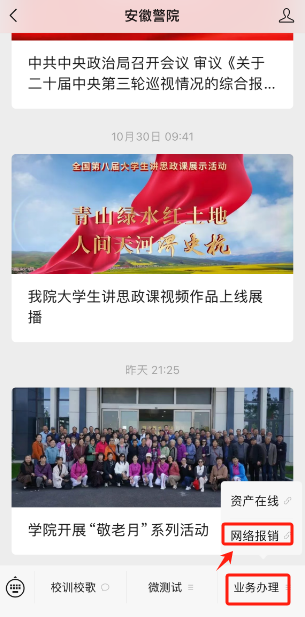 安徽警院
中共中央政治局召开会议 审议《关于
二十届中央第三轮巡视情况的综合报...
10月30日 09:41
全国第八届大学生讲思政课展示活动
青山绿水红土地
人间天河淠史杭
我院大学生讲思政课视频作品上线展
播
昨天 21:25
学院开展“敬老月”系列活动
资产在线
网络报销
校训校歌
微测试
业务办理